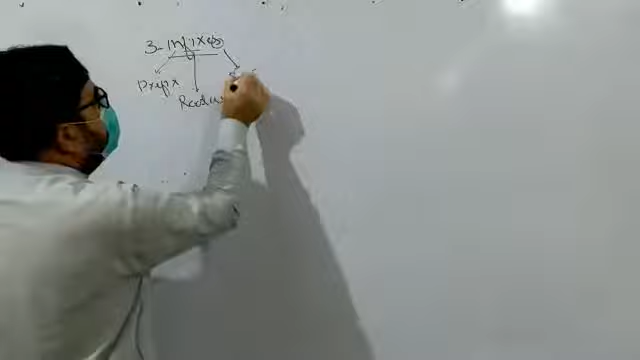 3- Infixes
Prefix
Root